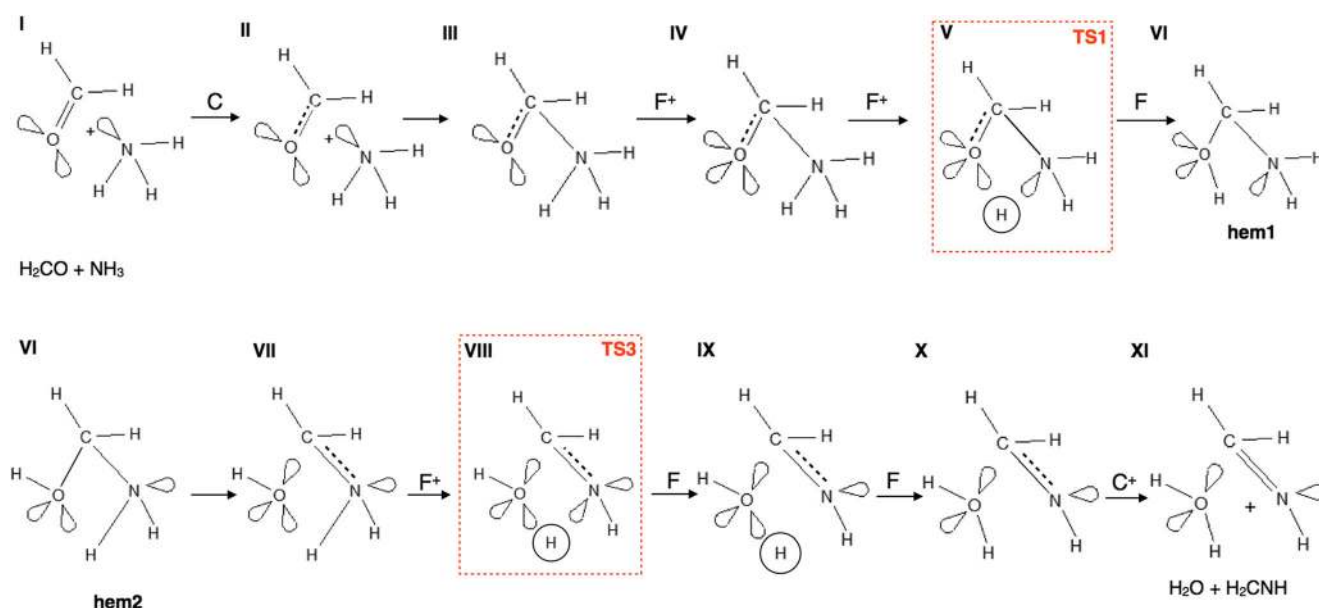 I
H
C H
O + N H
H H
H₂CO + NH₃
C
II
H
C H
O + N H
H H
III
H
C H
O N H
H H
F⁺
IV
H
C H
O N H
H H
F⁺
V TS1
H
C H
O N H
H H
F
VI
H
C H
O N H
H H
hem1
VI
H
C H
H
O N
H H
hem2
VII
H
C H
H
O N
H H
F⁺
VIII TS3
H
C H
H
O N
H H
F
IX
H
C H
H
O N
H H
F
X
H
C H
H
O N
H H
C⁺
XI
H
C H
H
O + N
H H
H₂O + H₂CNH